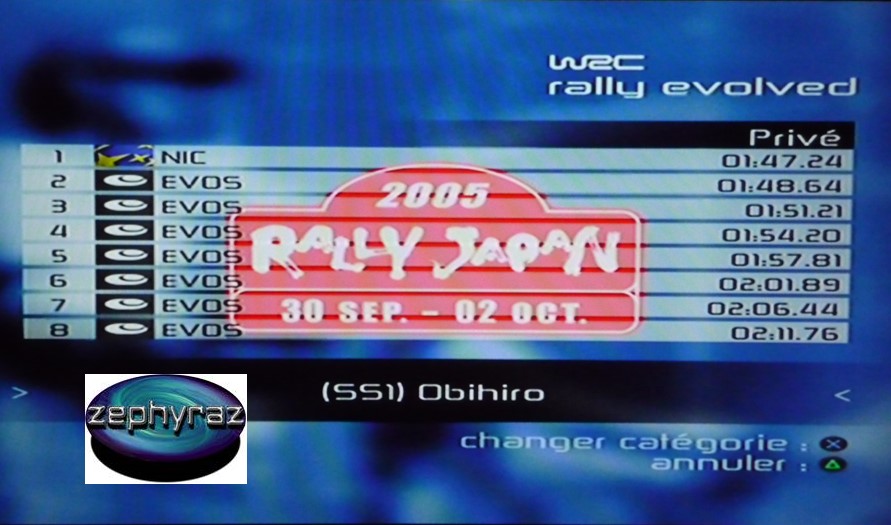 WRC
rally evolved
Privé
1 NIC 01:47.24
2 EVOS 01:48.64
3 EVOS 01:51.21
4 EVOS 01:54.20
5 EVOS 01:57.81
6 EVOS 02:01.89
7 EVOS 02:06.44
8 EVOS 02:11.76
2005
RALLY JAPAN
30 SEP. - 02 OCT.
> (SS1) Obihiro <
zephyraz
changer catégorie :
annuler :